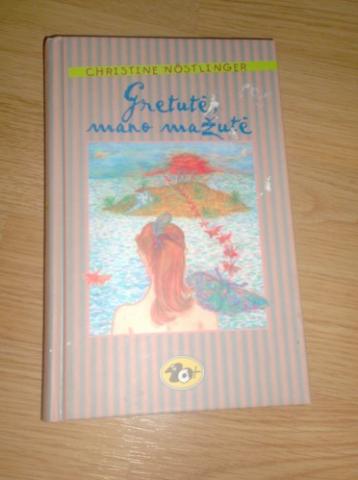 CHRISTINE NÖSTLINGER
Gretutė,
mano mažutė